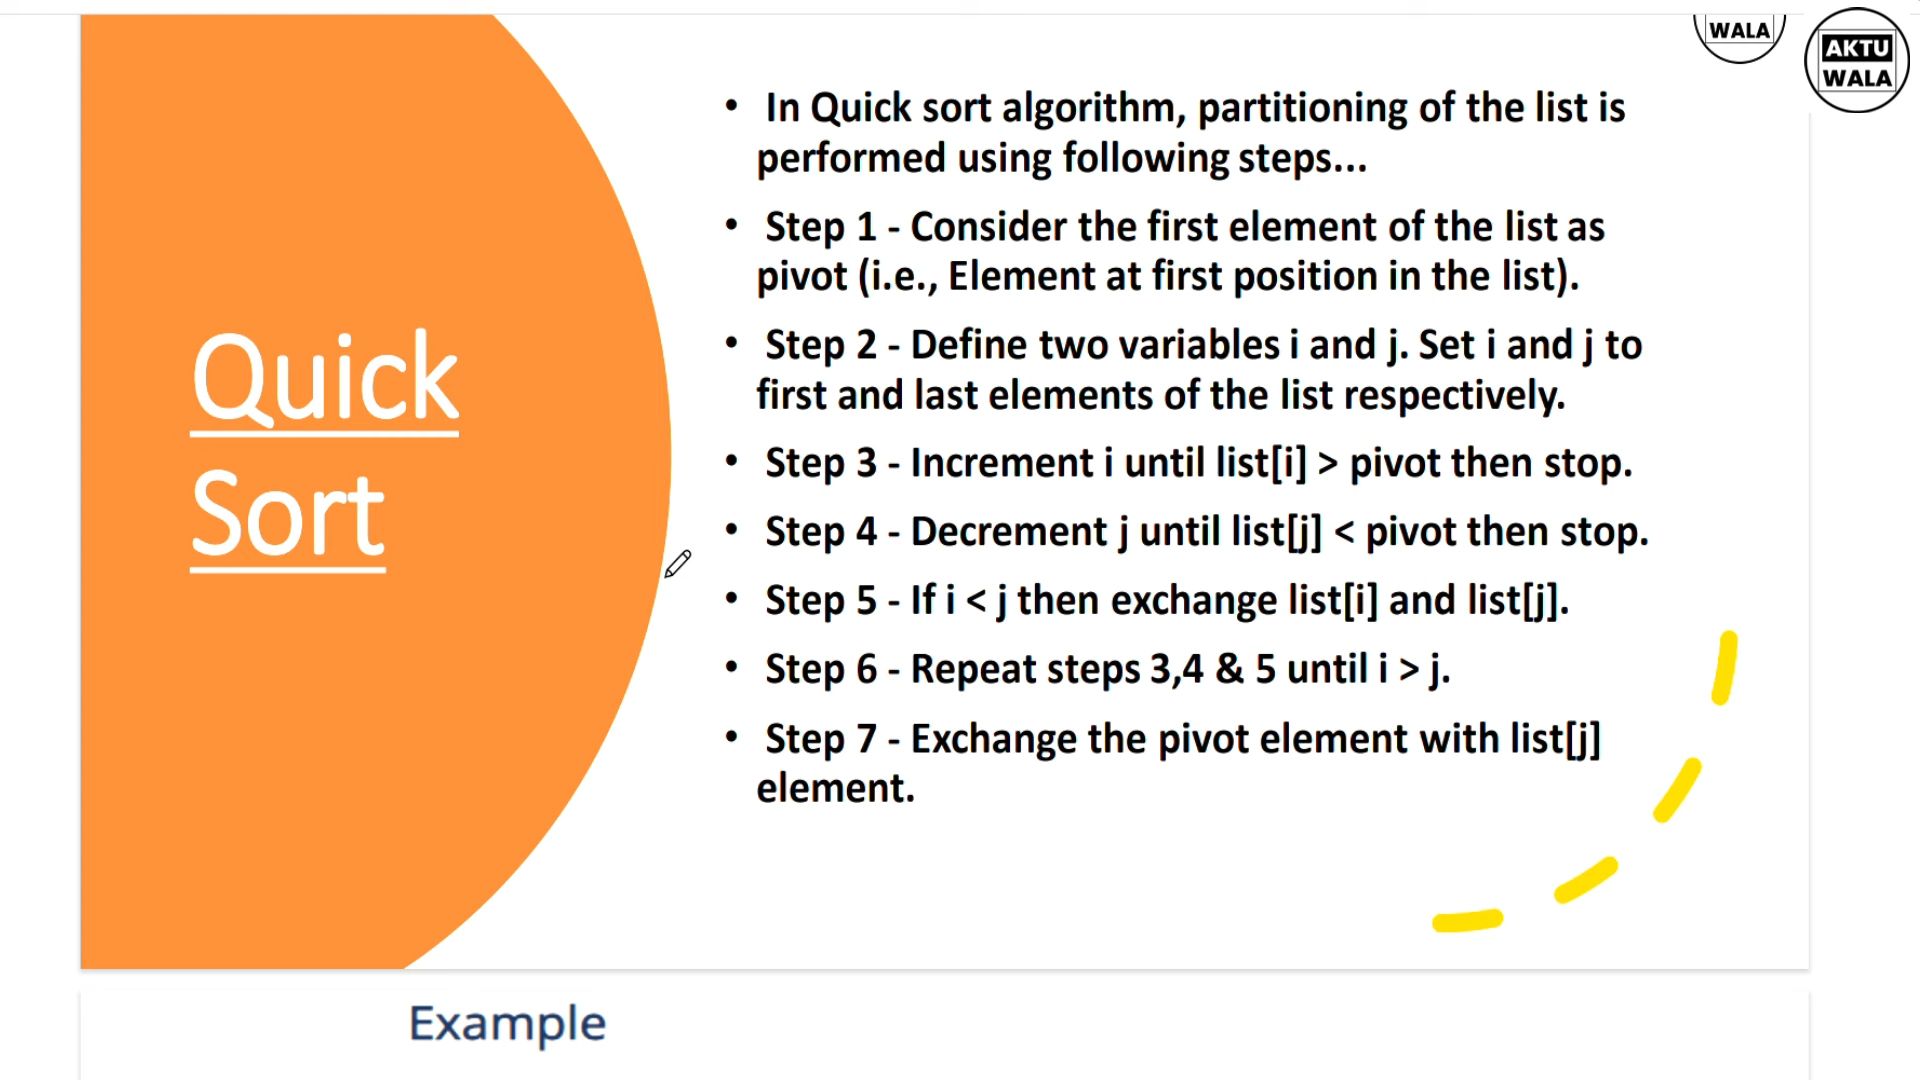 WALA
AKTU
WALA
Quick
Sort
• In Quick sort algorithm, partitioning of the list is
performed using following steps...
• Step 1 - Consider the first element of the list as
pivot (i.e., Element at first position in the list).
• Step 2 - Define two variables i and j. Set i and j to
first and last elements of the list respectively.
• Step 3 - Increment i until list[i] > pivot then stop.
• Step 4 - Decrement j until list[j] < pivot then stop.
• Step 5 - If i < j then exchange list[i] and list[j].
• Step 6 - Repeat steps 3,4 & 5 until i > j.
• Step 7 - Exchange the pivot element with list[j]
element.
Example